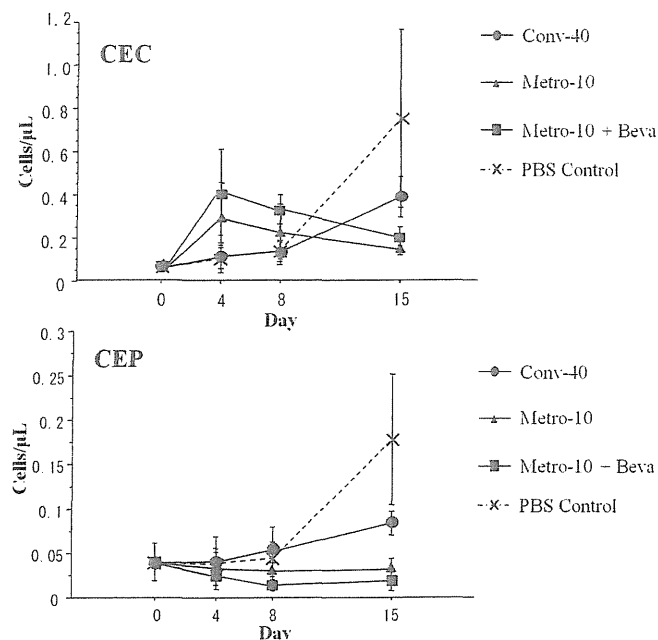 CEC
Cells/μL
1.2
1.0
0.8
0.6
0.4
0.2
0
0 4 8 15
Day
Conv-40
Metro-10
Metro-10 + Beva
PBS Control
CEP
Cells/μL
0.3
0.25
0.2
0.15
0.1
0.05
0
0 4 8 15
Day
Conv-40
Metro-10
Metro-10 - Beva
PBS Control